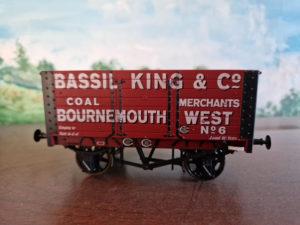 BASSIL KING & Co
COAL MERCHANTS
BOURNEMOUTH WEST
No 6